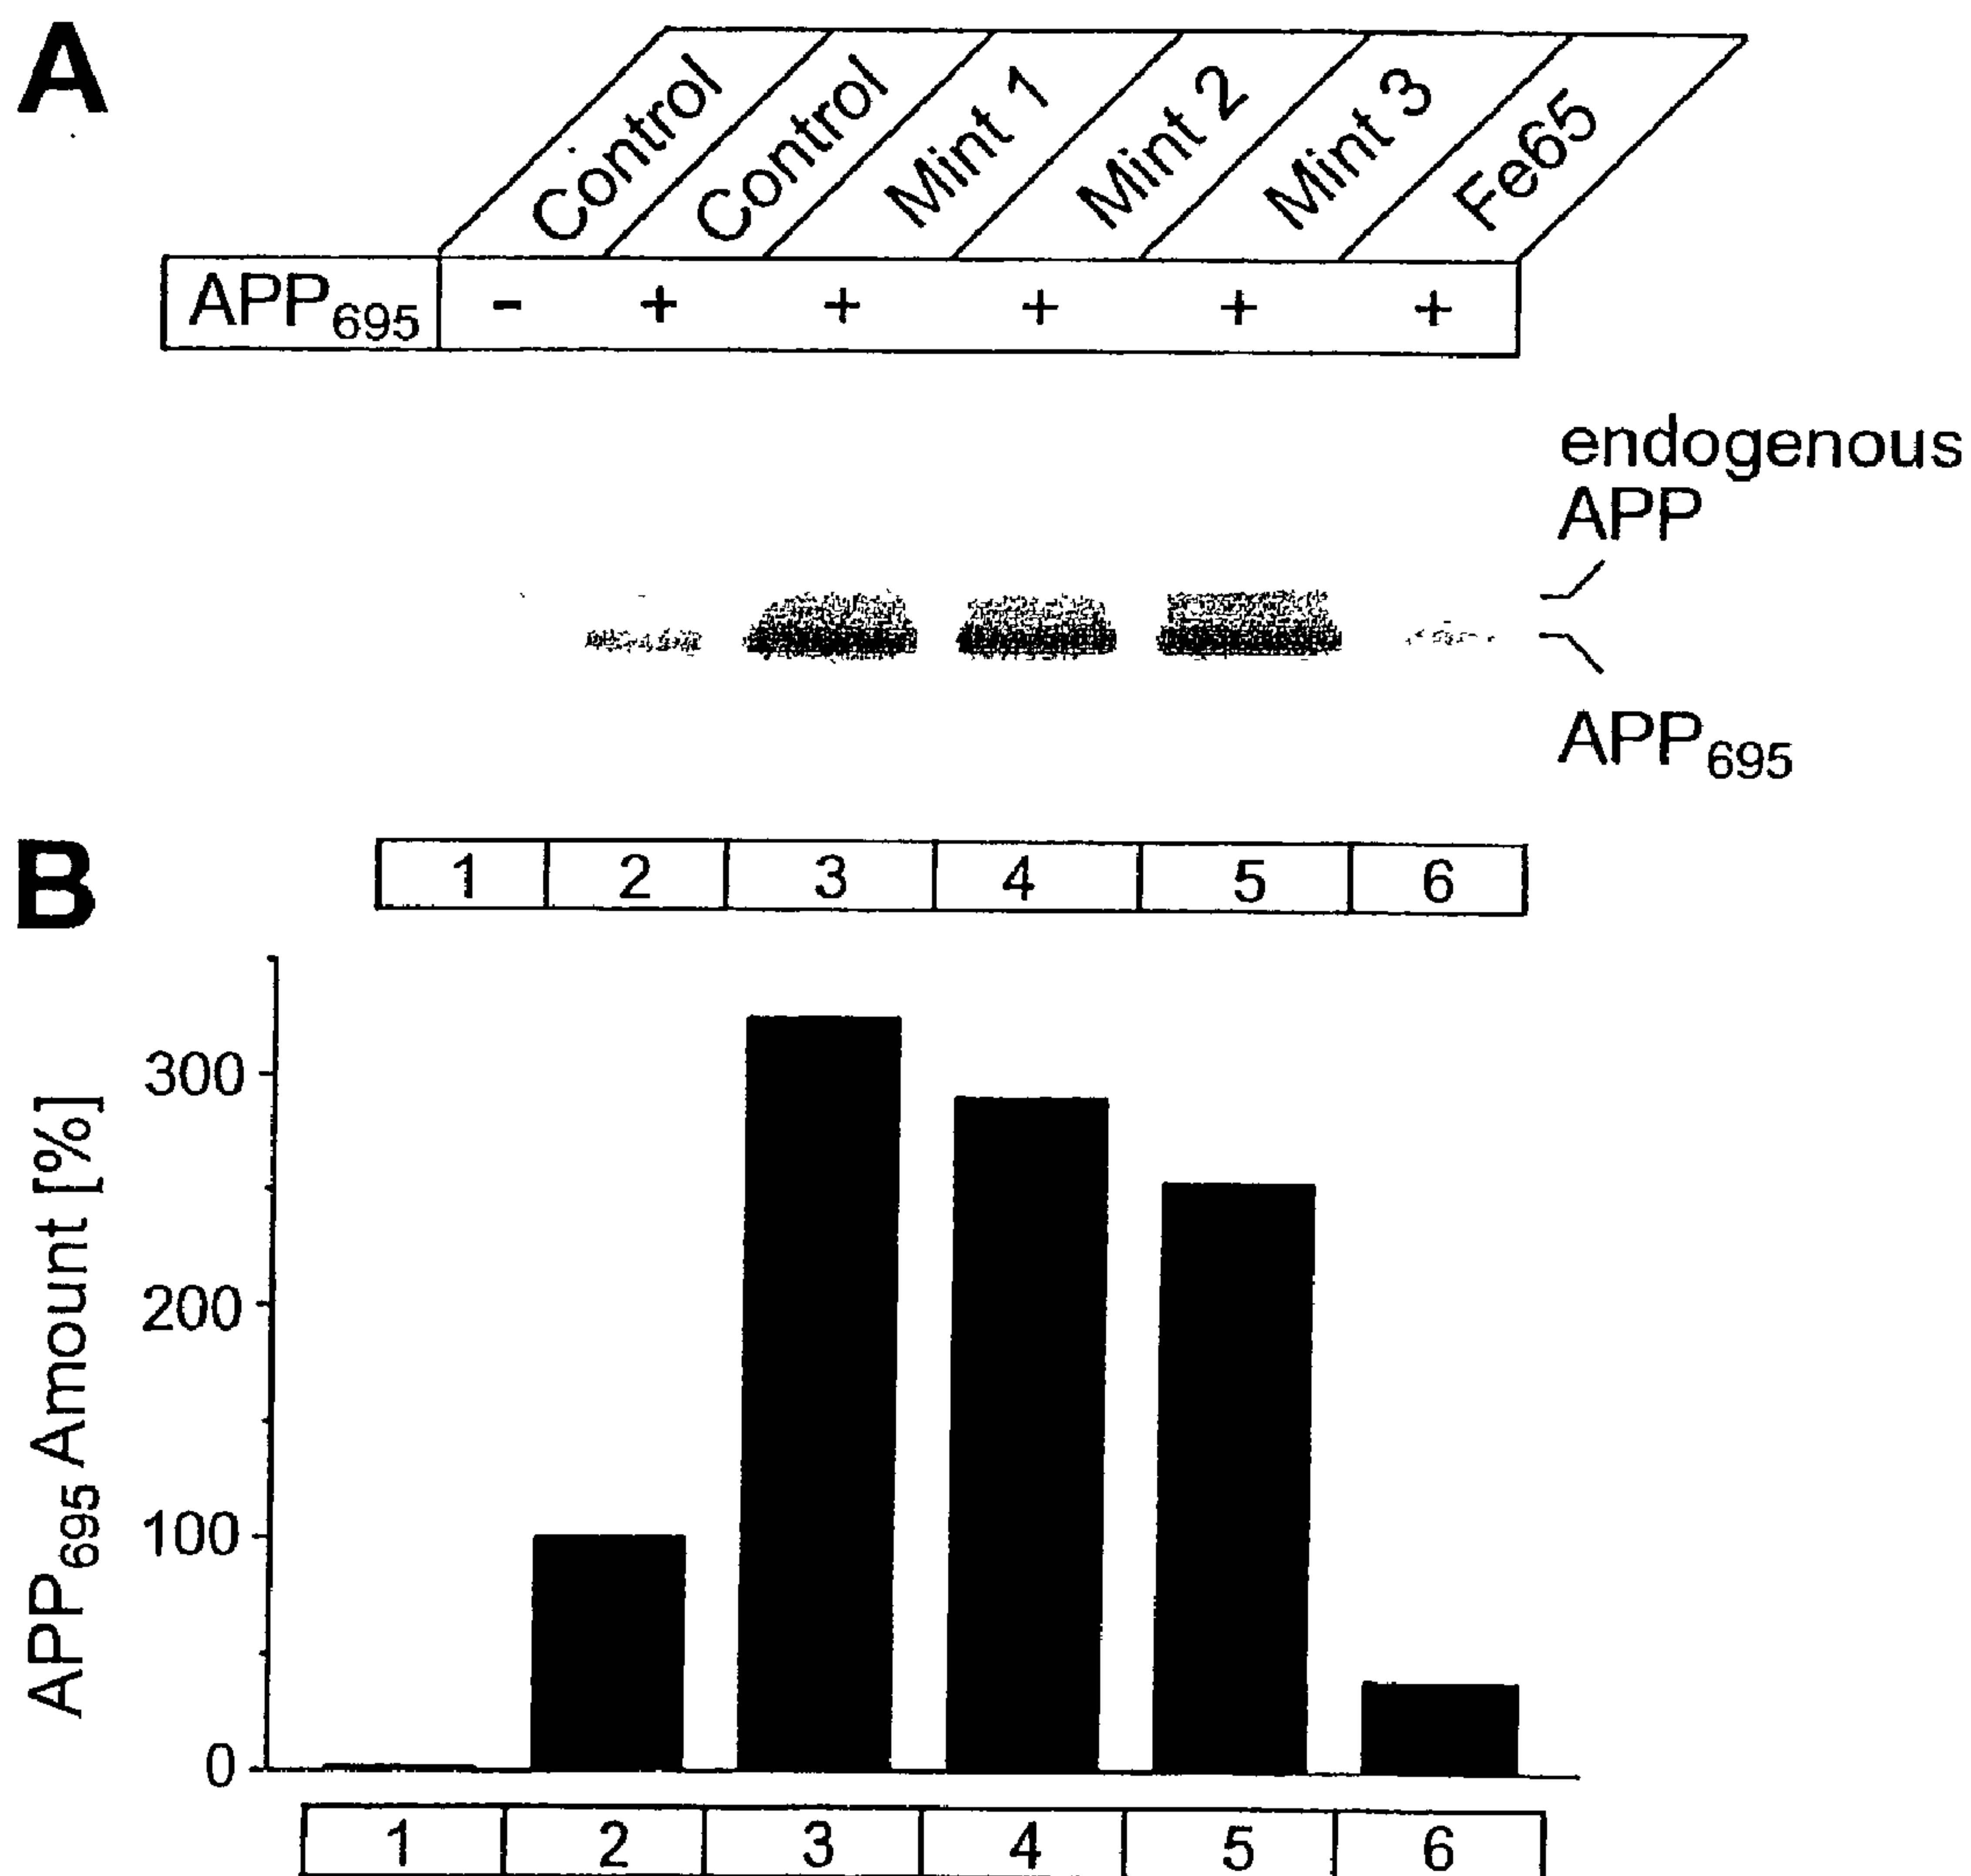 A
Control Control Mint 1 Mint 2 Mint 3 Fe65
APP695 - + + + + +
endogenous
APP
APP695
B
1 2 3 4 5 6
APP695 Amount [%]
300
200
100
0
1 2 3 4 5 6